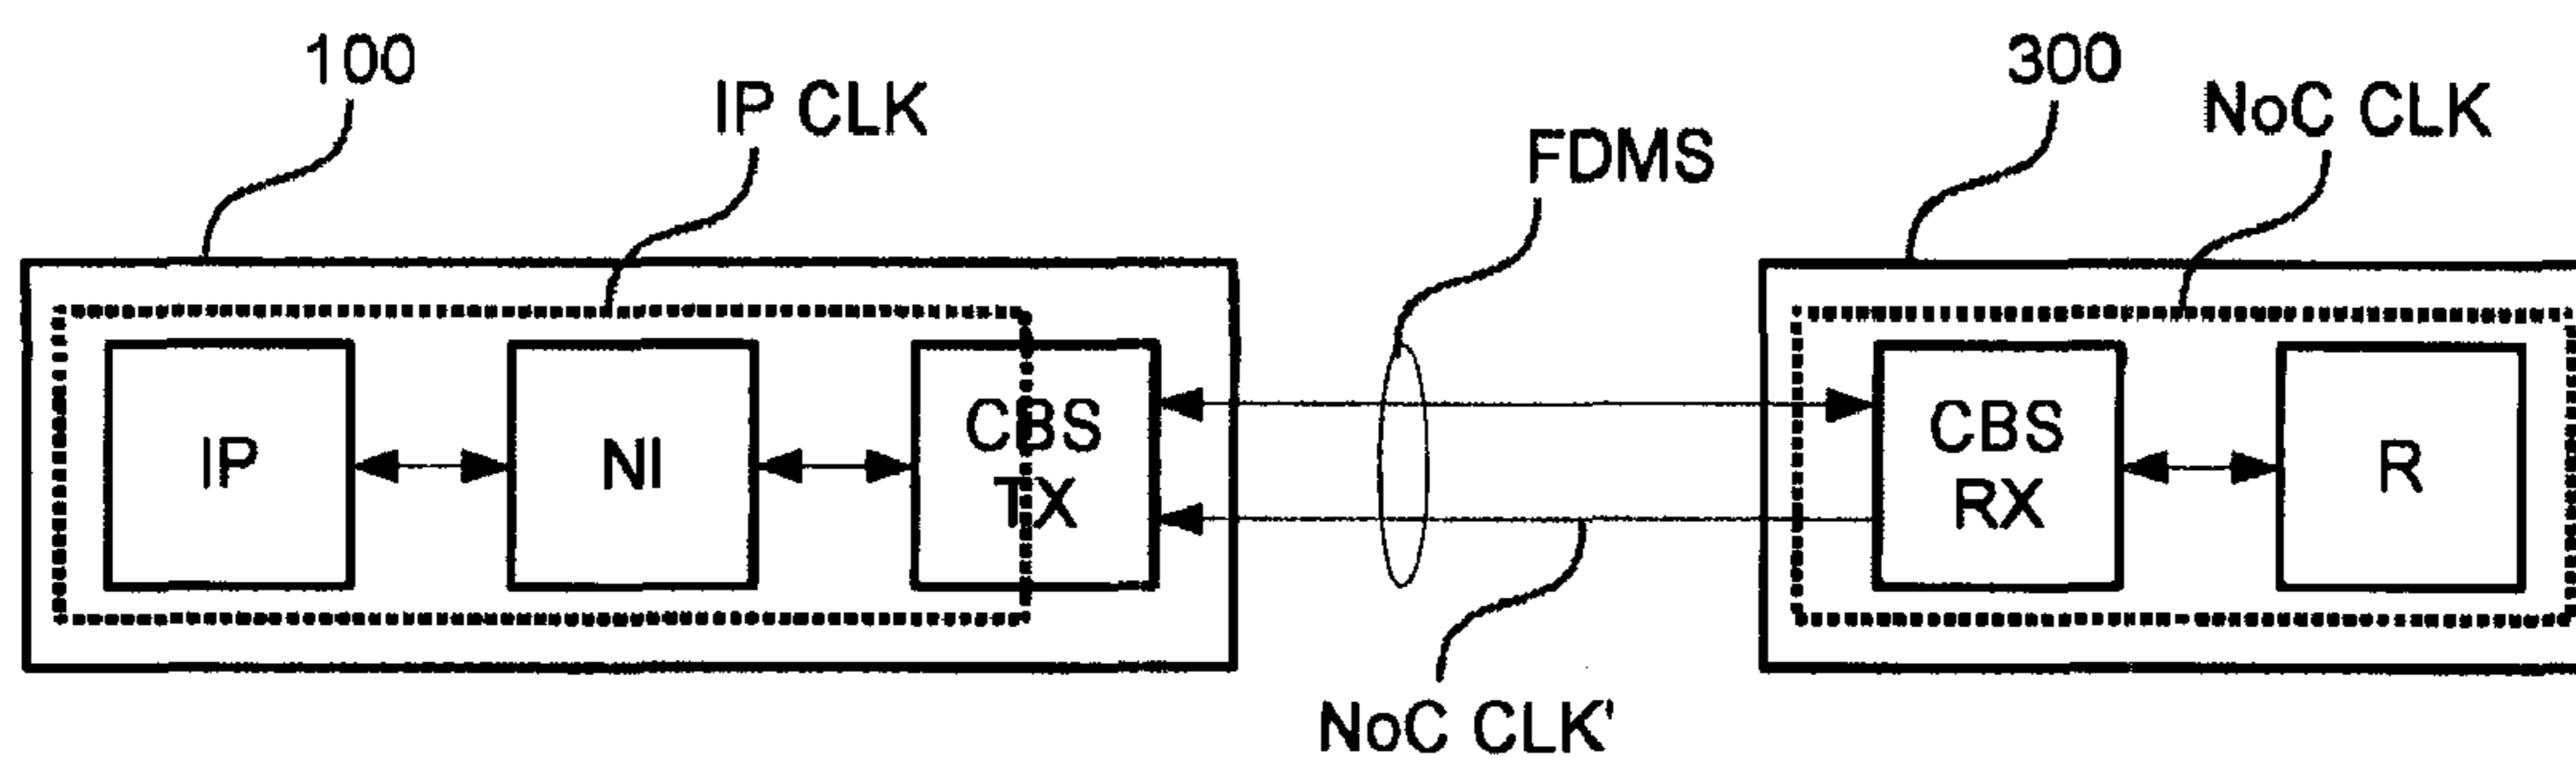 100
300
IP CLK
NoC CLK
FDMS
IP
NI
CBS
TX
CBS
RX
R
NoC CLK'